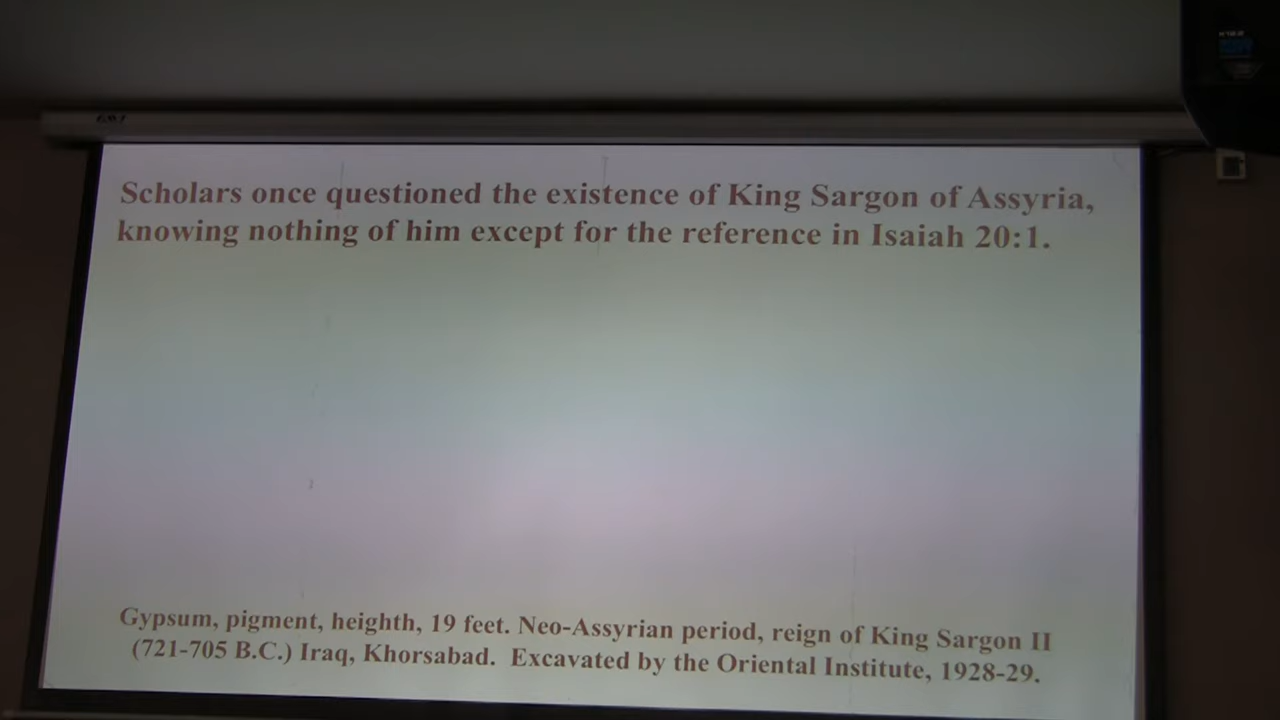 Scholars once questioned the existence of King Sargon of Assyria,
knowing nothing of him except for the reference in Isaiah 20:1.
Gypsum, pigment, heighth, 19 feet. Neo-Assyrian period, reign of King Sargon II
(721-705 B.C.) Iraq, Khorsabad. Excavated by the Oriental Institute, 1928-29.